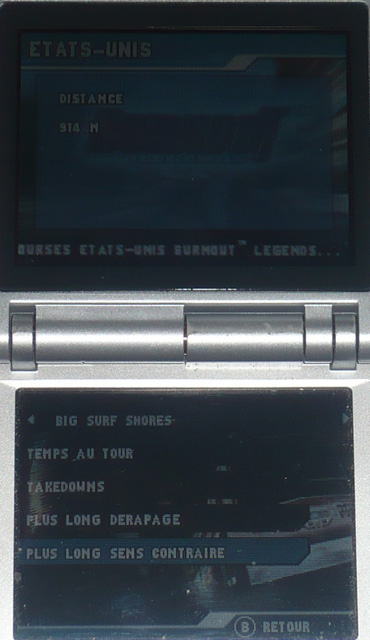 ETATS-UNIS
DISTANCE
914 M
OURSES ETATS-UNIS BURNOUT™ LEGENDS...
BIG SURF SHORES
TEMPS AU TOUR
TAKEDOWNS
PLUS LONG DERAPAGE
PLUS LONG SENS CONTRAIRE
B RETOUR